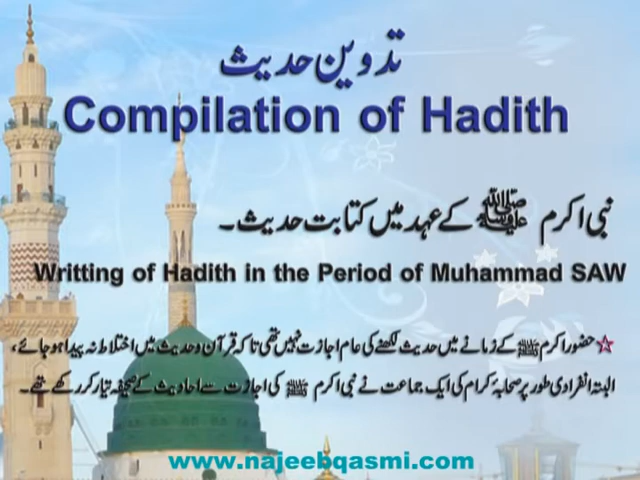 تدوین حدیث
Compilation of Hadith
نبی اکرم ﷺ کے عہد میں کتابت حدیث۔
Writting of Hadith in the Period of Muhammad SAW
حضور اکرم ﷺ کے زمانے میں حدیث لکھنے کی عام اجازت نہیں تھی تاکہ قرآن وحدیث میں اختلاط نہ پیدا ہوجائے،
البتہ انفرادی طور پر صحابۂ کرام کی ایک جماعت نے نبی اکرم ﷺ کی اجازت سے احادیث کے صحیفہ تیار کر رکھے تھے۔
www.najeebqasmi.com